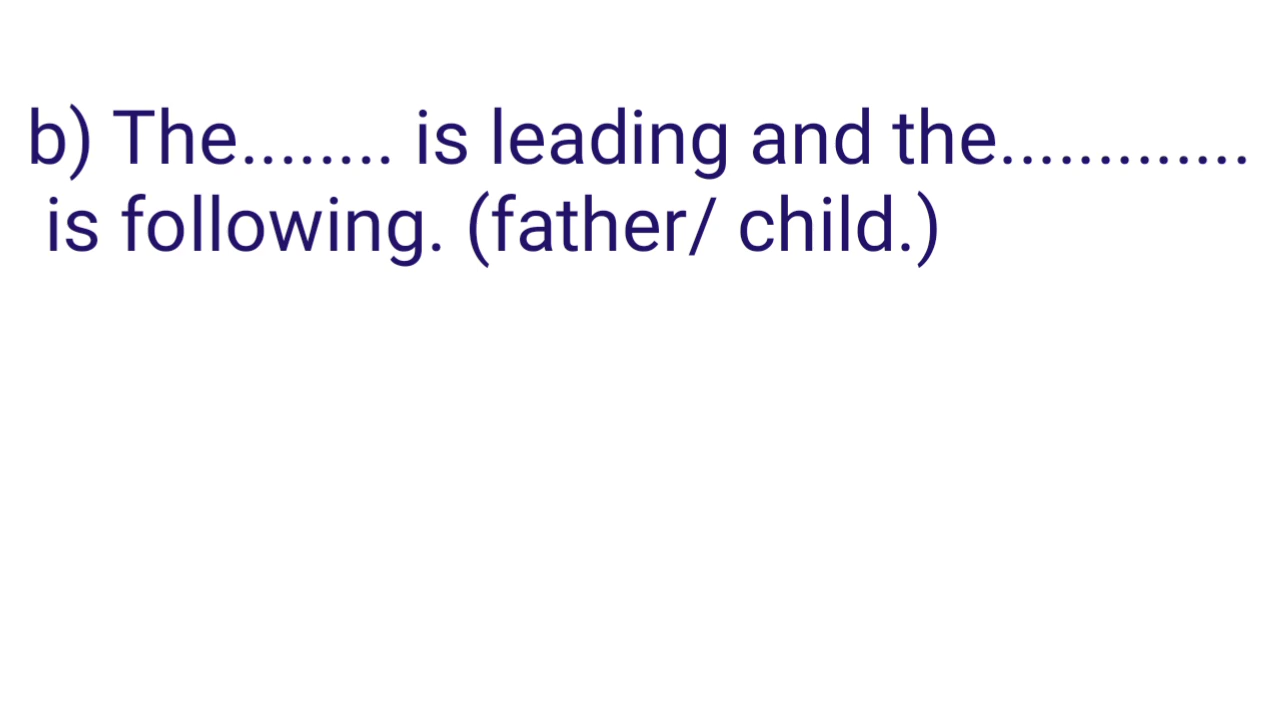 b) The........ is leading and the.............
is following. (father/ child.)